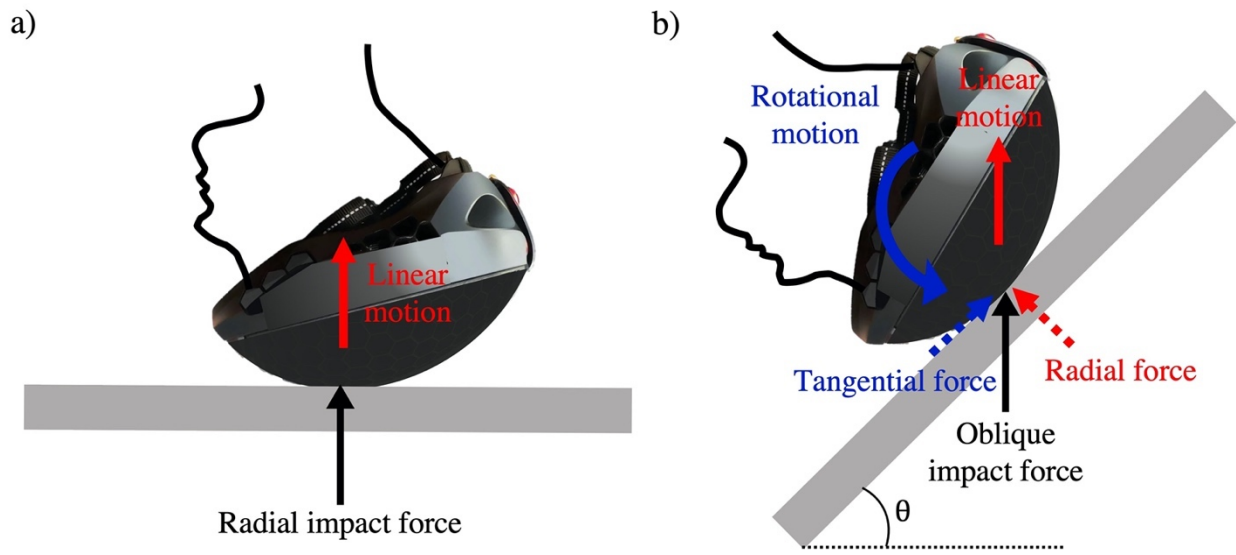 a)
Linear
motion
Radial impact force
b)
Rotational
motion
Linear
motion
Tangential force
Radial force
Oblique
impact force
θ